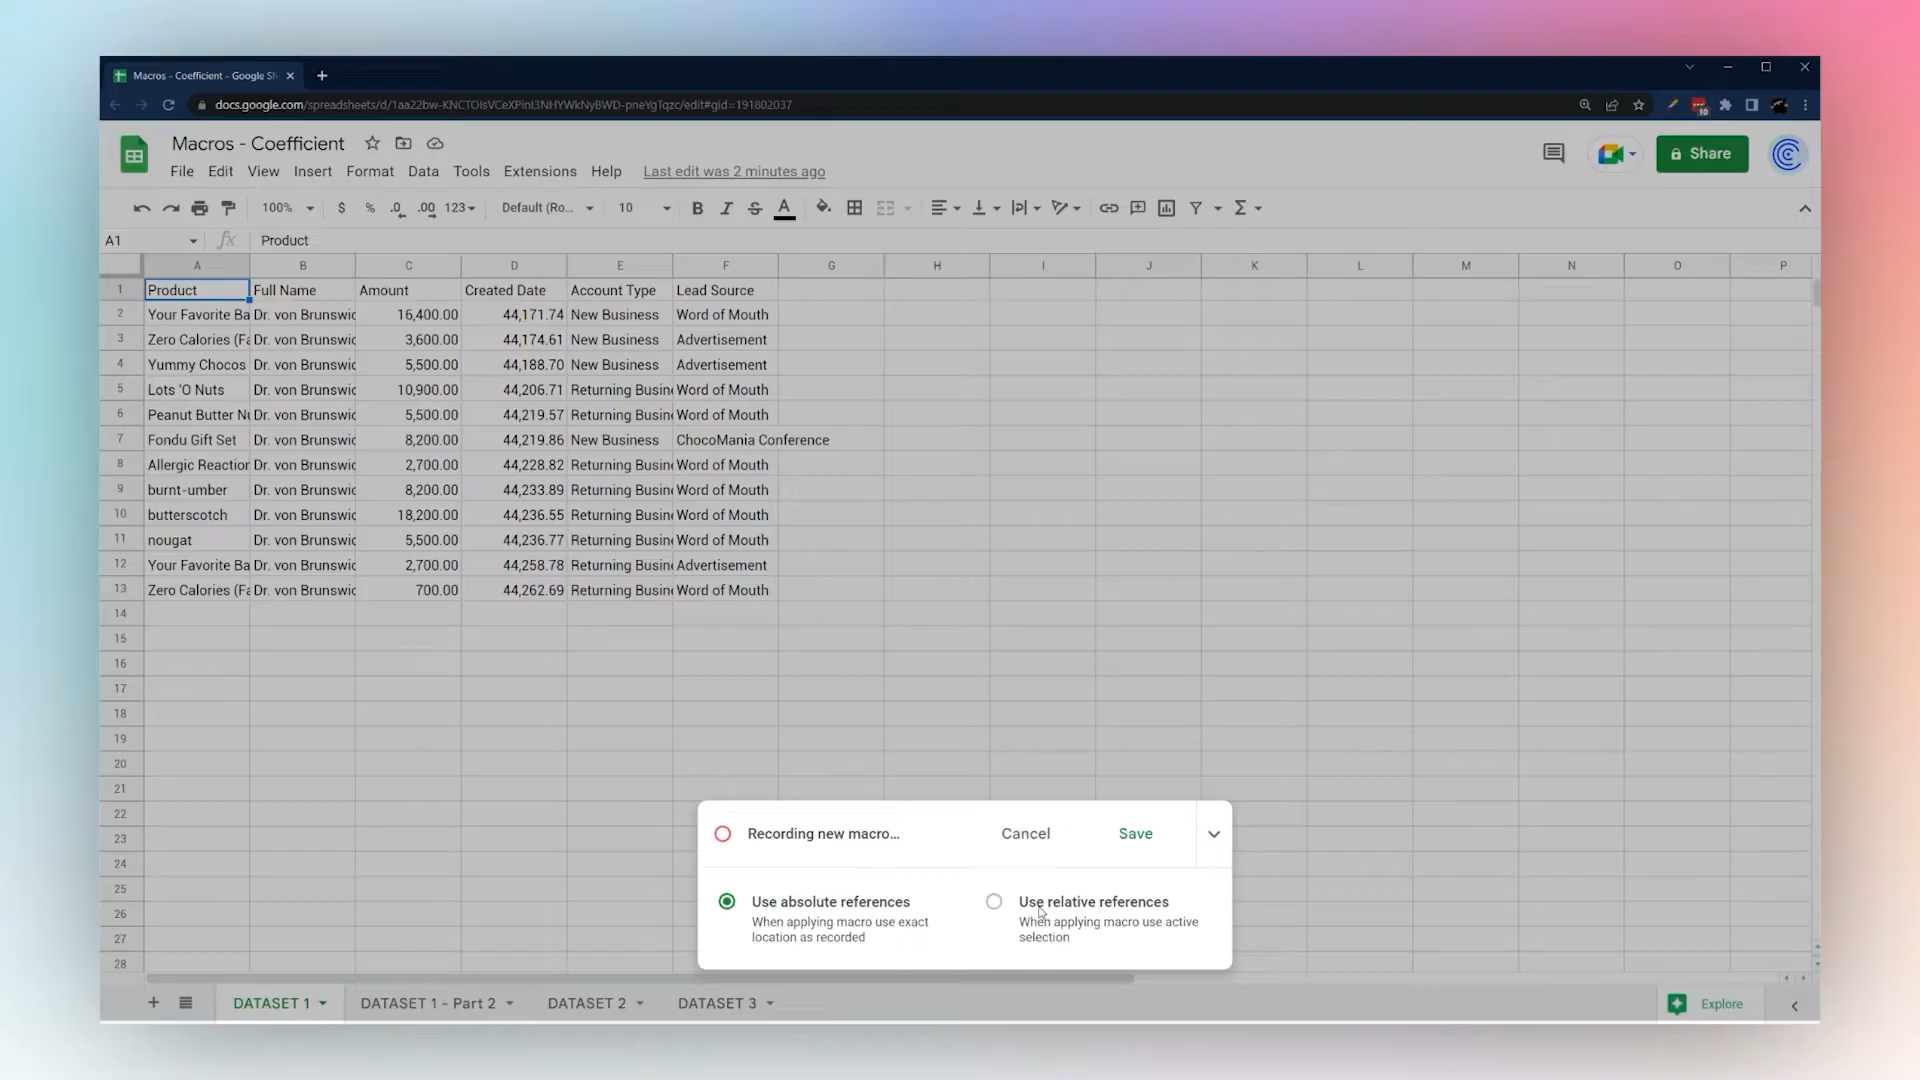 Macros - Coefficient - Google Sh
docs.google.com/spreadsheets/d/1aa22bw-KNCTOIsVCeXPinI3NHYWkNyBWD-pneYgTqzc/edit#gid=191802037
10
Macros - Coefficient
Share
File Edit View Insert Format Data Tools Extensions Help Last edit was 2 minutes ago
100% $ % .0 .00 123 Default (Ro... 10 B I S A Σ
A1 fx Product
A B C D E F G H I J K L M N O P
1 Product Full Name Amount Created Date Account Type Lead Source
2 Your Favorite Ba Dr. von Brunswic 16,400.00 44,171.74 New Business Word of Mouth
3 Zero Calories (Fa Dr. von Brunswic 3,600.00 44,174.61 New Business Advertisement
4 Yummy Chocos Dr. von Brunswic 5,500.00 44,188.70 New Business Advertisement
5 Lots 'O Nuts Dr. von Brunswic 10,900.00 44,206.71 Returning Busin Word of Mouth
6 Peanut Butter Nu Dr. von Brunswic 5,500.00 44,219.57 Returning Busin Word of Mouth
7 Fondu Gift Set Dr. von Brunswic 8,200.00 44,219.86 New Business ChocoMania Conference
8 Allergic Reaction Dr. von Brunswic 2,700.00 44,228.82 Returning Busin Word of Mouth
9 burnt-umber Dr. von Brunswic 8,200.00 44,233.89 Returning Busin Word of Mouth
10 butterscotch Dr. von Brunswic 18,200.00 44,236.55 Returning Busin Word of Mouth
11 nougat Dr. von Brunswic 5,500.00 44,236.77 Returning Busin Word of Mouth
12 Your Favorite Ba Dr. von Brunswic 2,700.00 44,258.78 Returning Busin Advertisement
13 Zero Calories (Fa Dr. von Brunswic 700.00 44,262.69 Returning Busin Word of Mouth
14
15
16
17
18
19
20
21
22
23
24
25
26
27
28
Recording new macro... Cancel Save
Use absolute references
When applying macro use exact
location as recorded
Use relative references
When applying macro use active
selection
DATASET 1 DATASET 1 - Part 2 DATASET 2 DATASET 3 Explore